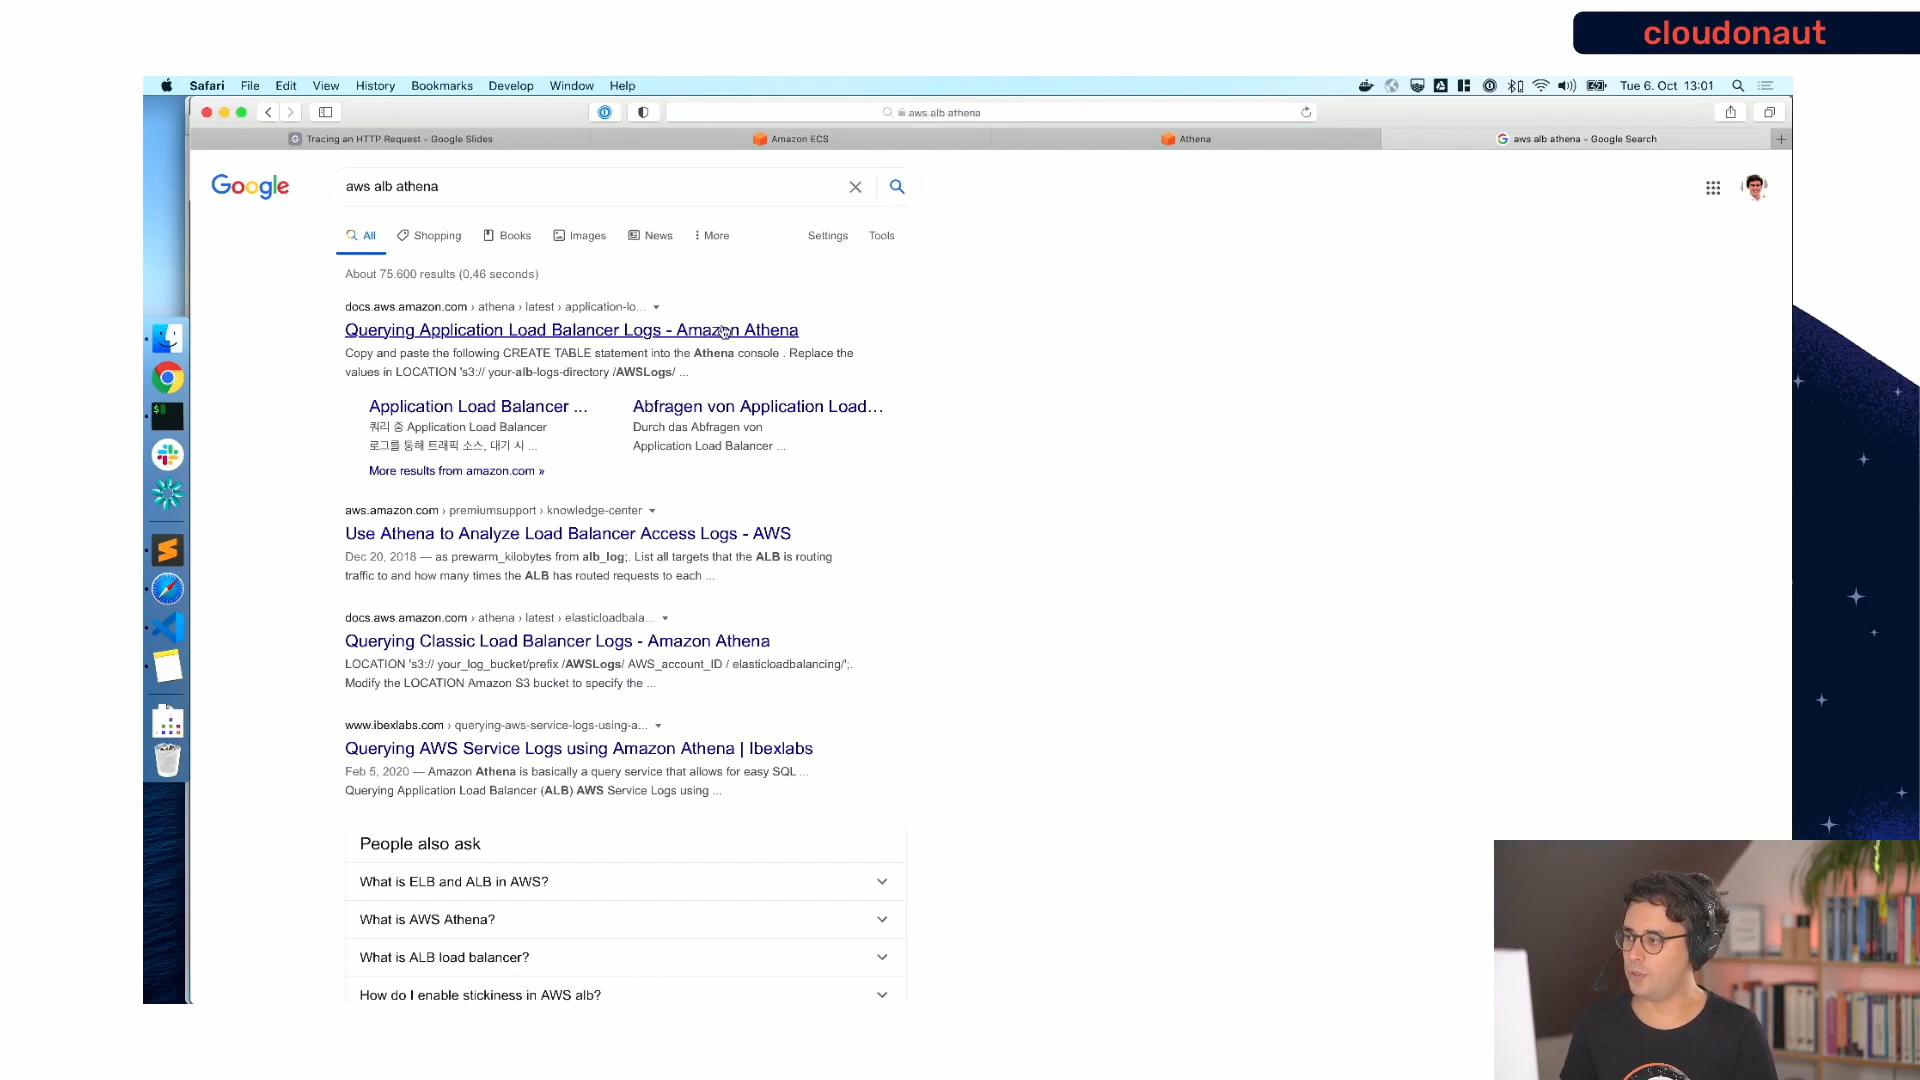 cloudonaut
Safari File Edit View History Bookmarks Develop Window Help
Tue 6. Oct 13:01
aws alb athena
Tracing an HTTP Request – Google Slides
Amazon ECS
Athena
aws alb athena – Google Search
Google
aws alb athena
All Shopping Books Images News More Settings Tools
About 75.600 results (0,46 seconds)
docs.aws.amazon.com › athena › latest › application-lo...
Querying Application Load Balancer Logs - Amazon Athena
Copy and paste the following CREATE TABLE statement into the Athena console . Replace the
values in LOCATION 's3:// your-alb-logs-directory /AWSLogs/ ...
Application Load Balancer ...
쿼리 중 Application Load Balancer
로그를 통해 트래픽 소스, 대기 시 ...
Abfragen von Application Load...
Durch das Abfragen von
Application Load Balancer ...
More results from amazon.com »
aws.amazon.com › premiumsupport › knowledge-center
Use Athena to Analyze Load Balancer Access Logs - AWS
Dec 20, 2018 — as prewarm_kilobytes from alb_log;. List all targets that the ALB is routing
traffic to and how many times the ALB has routed requests to each ...
docs.aws.amazon.com › athena › latest › elasticloadbala...
Querying Classic Load Balancer Logs - Amazon Athena
LOCATION 's3:// your_log_bucket/prefix /AWSLogs/ AWS_account_ID / elasticloadbalancing/';.
Modify the LOCATION Amazon S3 bucket to specify the ...
www.ibexlabs.com › querying-aws-service-logs-using-a...
Querying AWS Service Logs using Amazon Athena | Ibexlabs
Feb 5, 2020 — Amazon Athena is basically a query service that allows for easy SQL ...
Querying Application Load Balancer (ALB) AWS Service Logs using ...
People also ask
What is ELB and ALB in AWS?
What is AWS Athena?
What is ALB load balancer?
How do I enable stickiness in AWS alb?